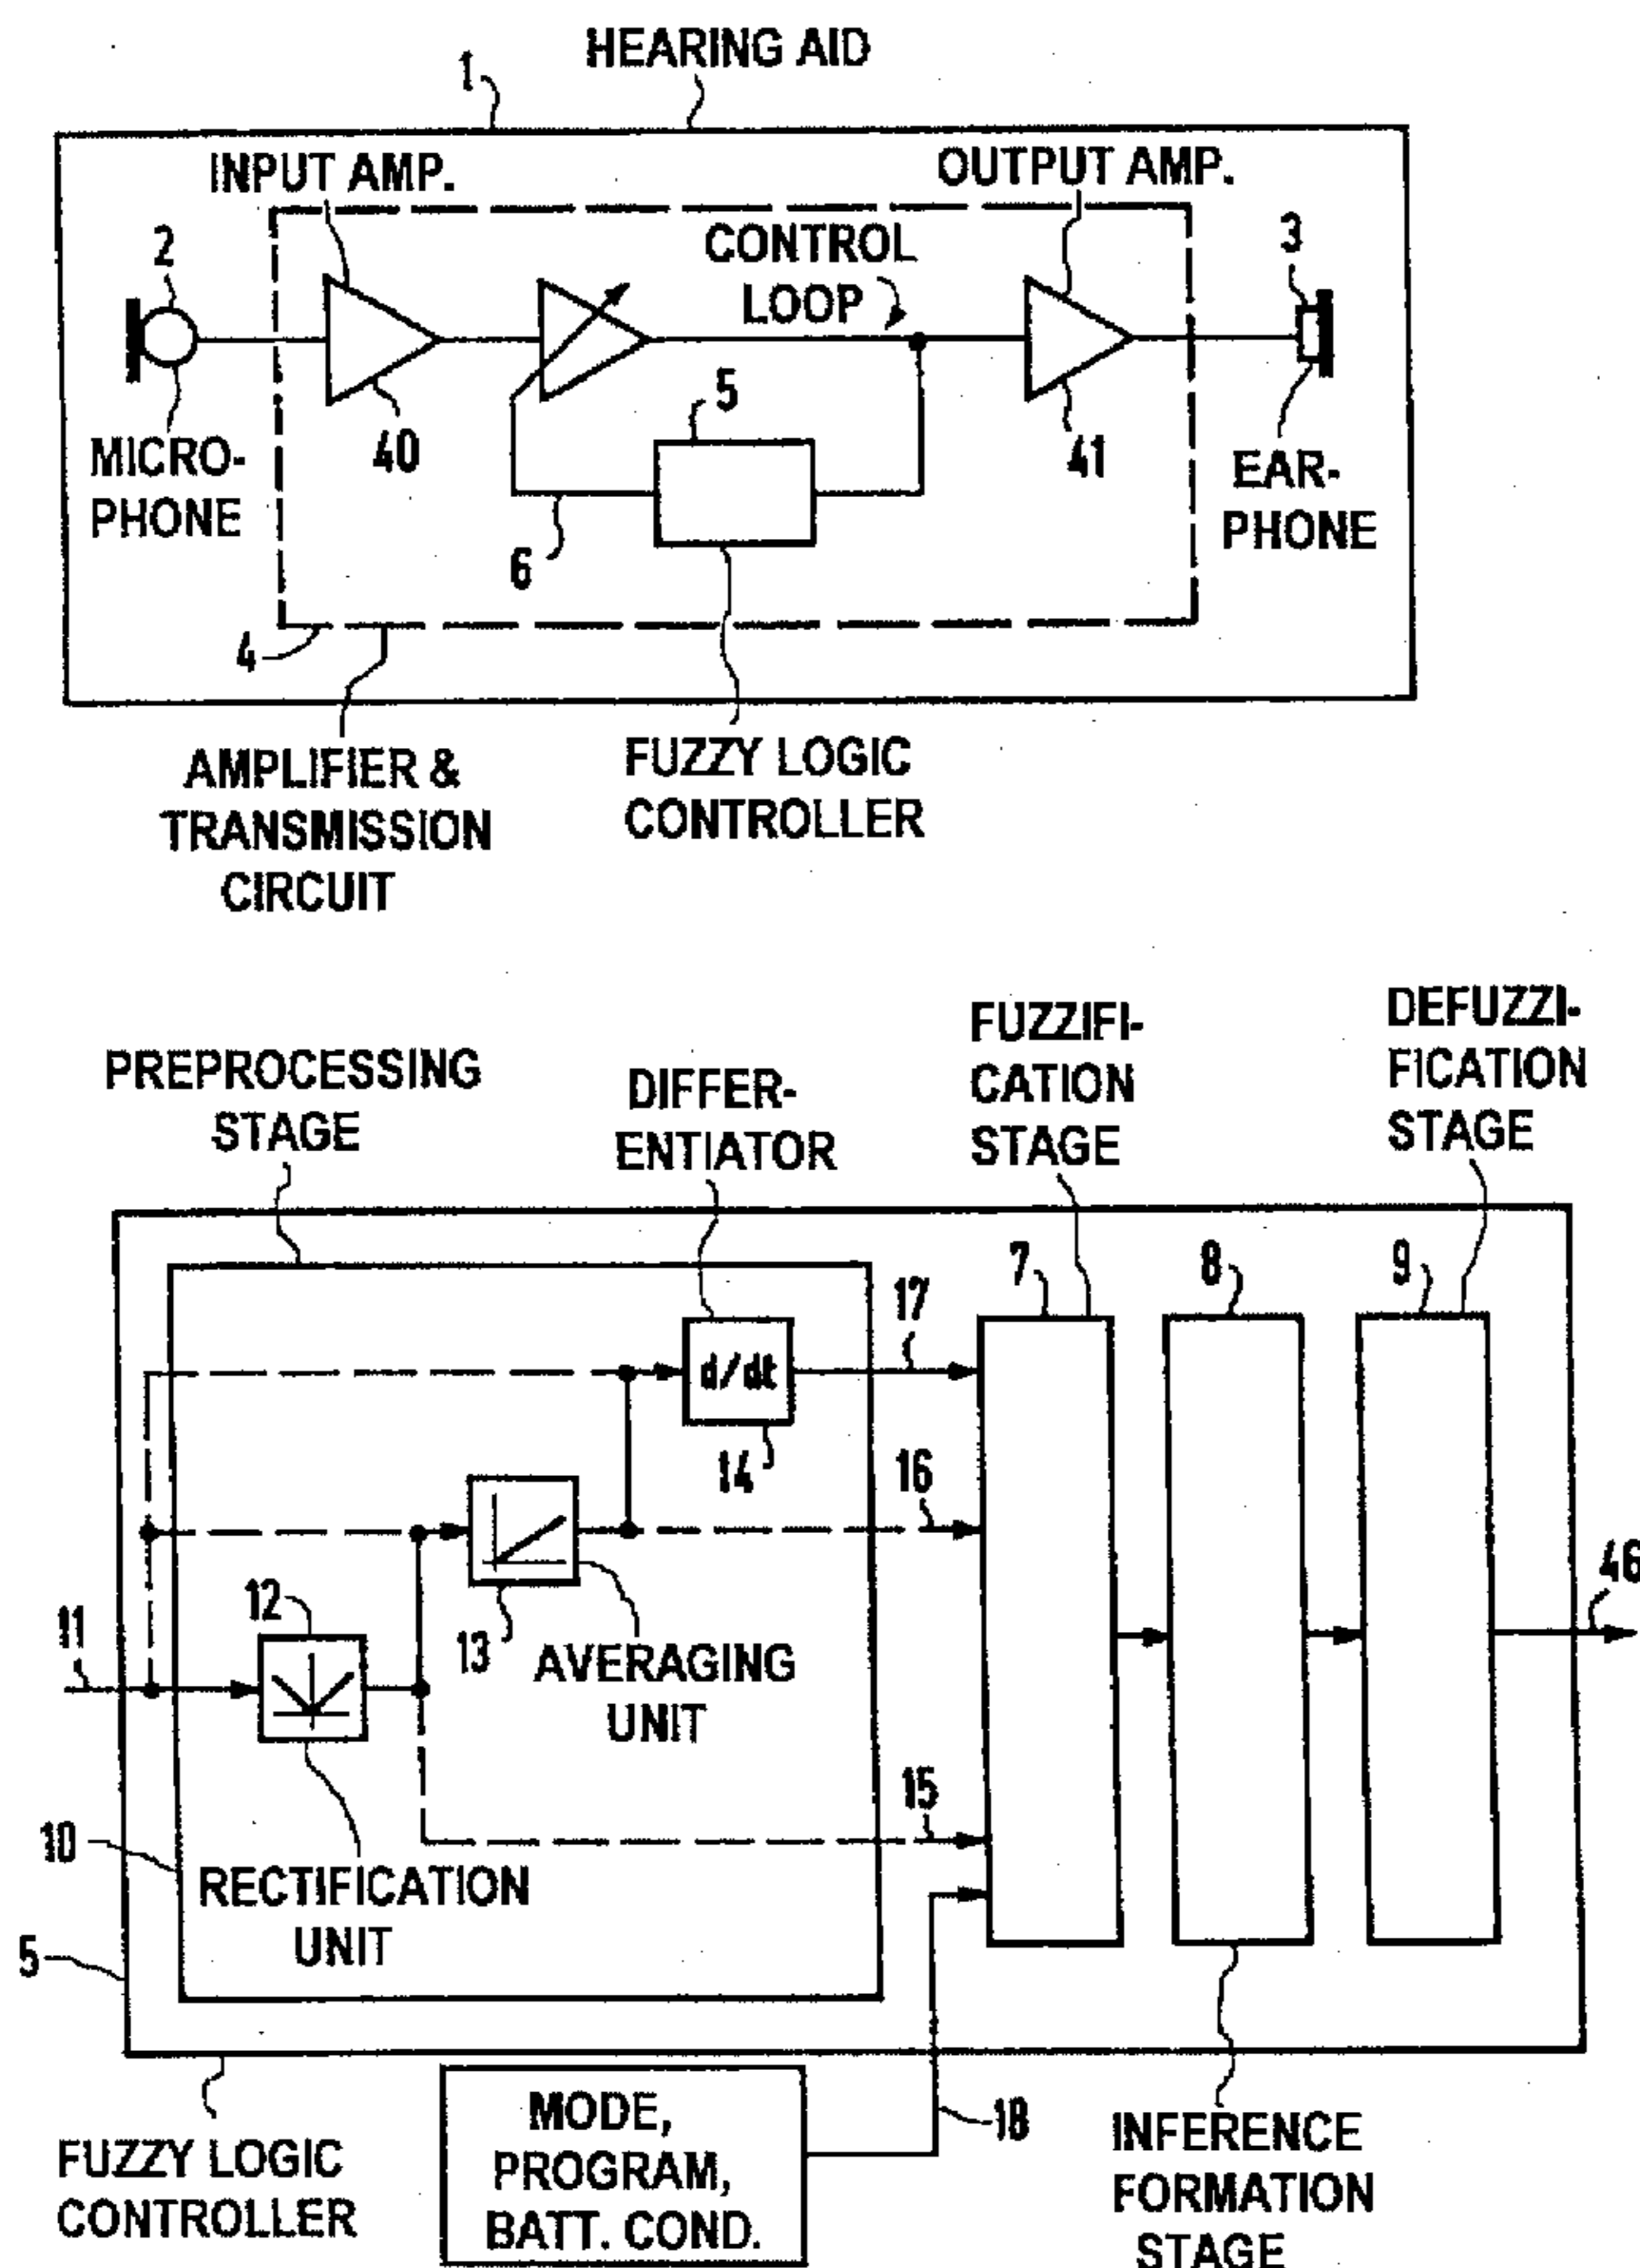 HEARING AID
1
INPUT AMP.
OUTPUT AMP.
2
CONTROL
LOOP
3
5
MICRO-
PHONE
40
41
EAR-
PHONE
6
4
AMPLIFIER &
TRANSMISSION
CIRCUIT
FUZZY LOGIC
CONTROLLER
PREPROCESSING
STAGE
DIFFER-
ENTIATOR
FUZZIFI-
CATION
STAGE
DEFUZZI-
FICATION
STAGE
7
8
9
17
d/dt
14
16
46
12
11
13
AVERAGING
UNIT
15
10
RECTIFICATION
UNIT
5
18
MODE,
PROGRAM,
BATT. COND.
FUZZY LOGIC
CONTROLLER
INFERENCE
FORMATION
STAGE